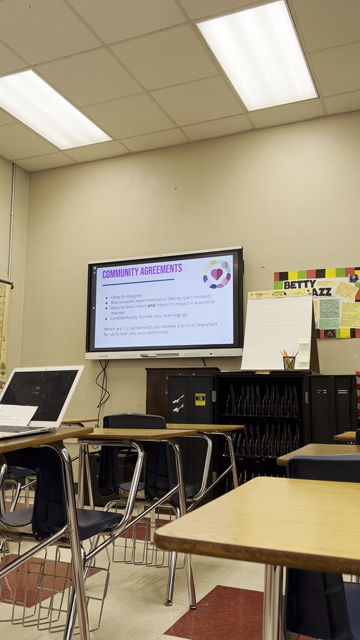 COMMUNITY AGREEMENTS
• Okay to disagree
• Bias towards experimentation (Being open minded)
• Assume best intent and intend to impact in a positive
manner
• Confidentiality: Stories stay, learnings go
Which are 1-2 agreements you believe are most important
for us to lean into as a community
BETTY
JAZZ